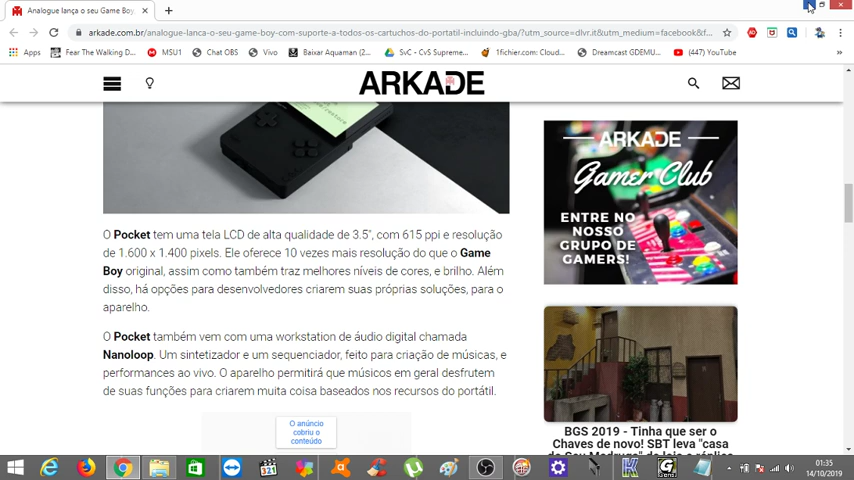 Analogue lança o seu Game Boy
arkade.com.br/analogue-lanca-o-seu-game-boy-com-suporte-a-todos-os-cartuchos-do-portatil-incluindo-gba/?utm_source=dlvr.it&utm_medium=facebook&f...
Apps
Fear The Walking D...
MSU1
Chat OBS
Vivo
Baixar Aquaman (2...
SvC - CvS Supreme...
1fichier.com: Cloud...
Dreamcast GDEMU...
(447) YouTube
ARKADE
O Pocket tem uma tela LCD de alta qualidade de 3.5", com 615 ppi e resolução
de 1.600 x 1.400 pixels. Ele oferece 10 vezes mais resolução do que o Game
Boy original, assim como também traz melhores níveis de cores, e brilho. Além
disso, há opções para desenvolvedores criarem suas próprias soluções, para o
aparelho.
O Pocket também vem com uma workstation de áudio digital chamada
Nanoloop. Um sintetizador e um sequenciador, feito para criação de músicas, e
performances ao vivo. O aparelho permitirá que músicos em geral desfrutem
de suas funções para criarem muita coisa baseados nos recursos do portátil.
O anúncio
cobriu o
conteúdo
ARKADE
Gamer Club
ENTRE NO
NOSSO
GRUPO DE
GAMERS!
BGS 2019 - Tinha que ser o
Chaves de novo! SBT leva "casa
do Seu Madruga" de lojo e réplica
321
01:35
14/10/2019